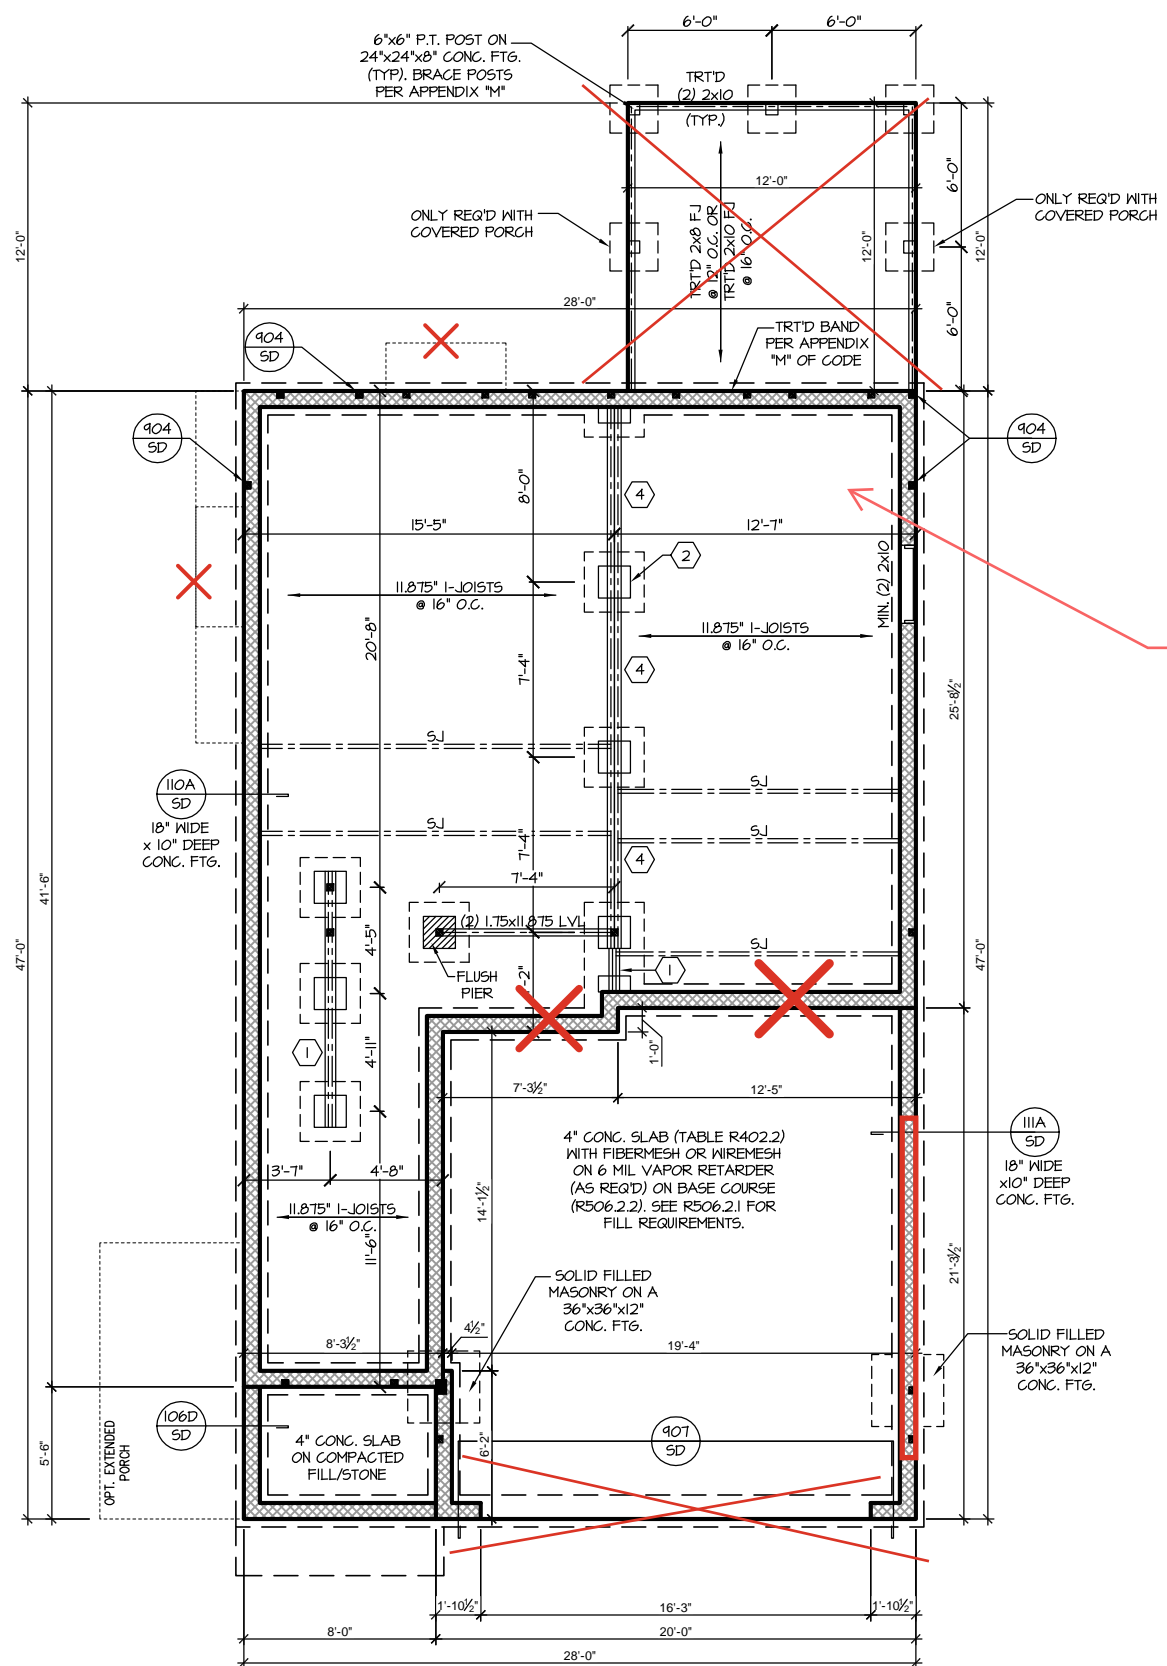 6'-0"
6'-0"
6"x6" P.T. POST ON
24"x24"x8" CONC. FTG.
(TYP). BRACE POSTS
PER APPENDIX "M"
TRT'D
(2) 2x10
(TYP.)
12'-0"
12'-0"
6'-0"
ONLY REQ'D WITH
COVERED PORCH
ONLY REQ'D WITH
COVERED PORCH
TRT'D 2x8 FJ
@ 12" O.C. OR
TRT'D 2x10 FJ
@ 16" O.C.
12'-0"
12'-0"
28'-0"
6'-0"
TRT'D BAND
PER APPENDIX
"M" OF CODE
904
SD
904
SD
904
SD
8'-0"
4
15'-5"
12'-7"
2
MIN. (2) 2x10
11.875" I-JOISTS
@ 16" O.C.
11.875" I-JOISTS
@ 16" O.C.
20'-8"
7'-4"
4
25'-8½"
SJ
SJ
110A
SD
18" WIDE
x 10" DEEP
CONC. FTG.
SJ
SJ
7'-4"
4
41'-6"
7'-4"
(2) 1.75x11.875 LVL
4'-5"
SJ
47'-0"
47'-0"
FLUSH
PIER
-2"
1
4'-11"
1
1'-0"
7'-3½"
12'-5"
4" CONC. SLAB (TABLE R402.2)
WITH FIBERMESH OR WIREMESH
ON 6 MIL VAPOR RETARDER
(AS REQ'D) ON BASE COURSE
(R506.2.2). SEE R506.2.1 FOR
FILL REQUIREMENTS.
111A
SD
18" WIDE
x10" DEEP
CONC. FTG.
3'-7"
4'-8"
14'-1½"
11.875" I-JOISTS
@ 16" O.C.
11'-6"
21'-3½"
SOLID FILLED
MASONRY ON A
36"x36"x12"
CONC. FTG.
8'-3½"
4½"
19'-4"
SOLID FILLED
MASONRY ON A
36"x36"x12"
CONC. FTG.
106D
SD
4" CONC. SLAB
ON COMPACTED
FILL/STONE
6'-2"
907
SD
5'-6"
OPT. EXTENDED
PORCH
1'-10½"
16'-3"
1'-10½"
8'-0"
20'-0"
28'-0"